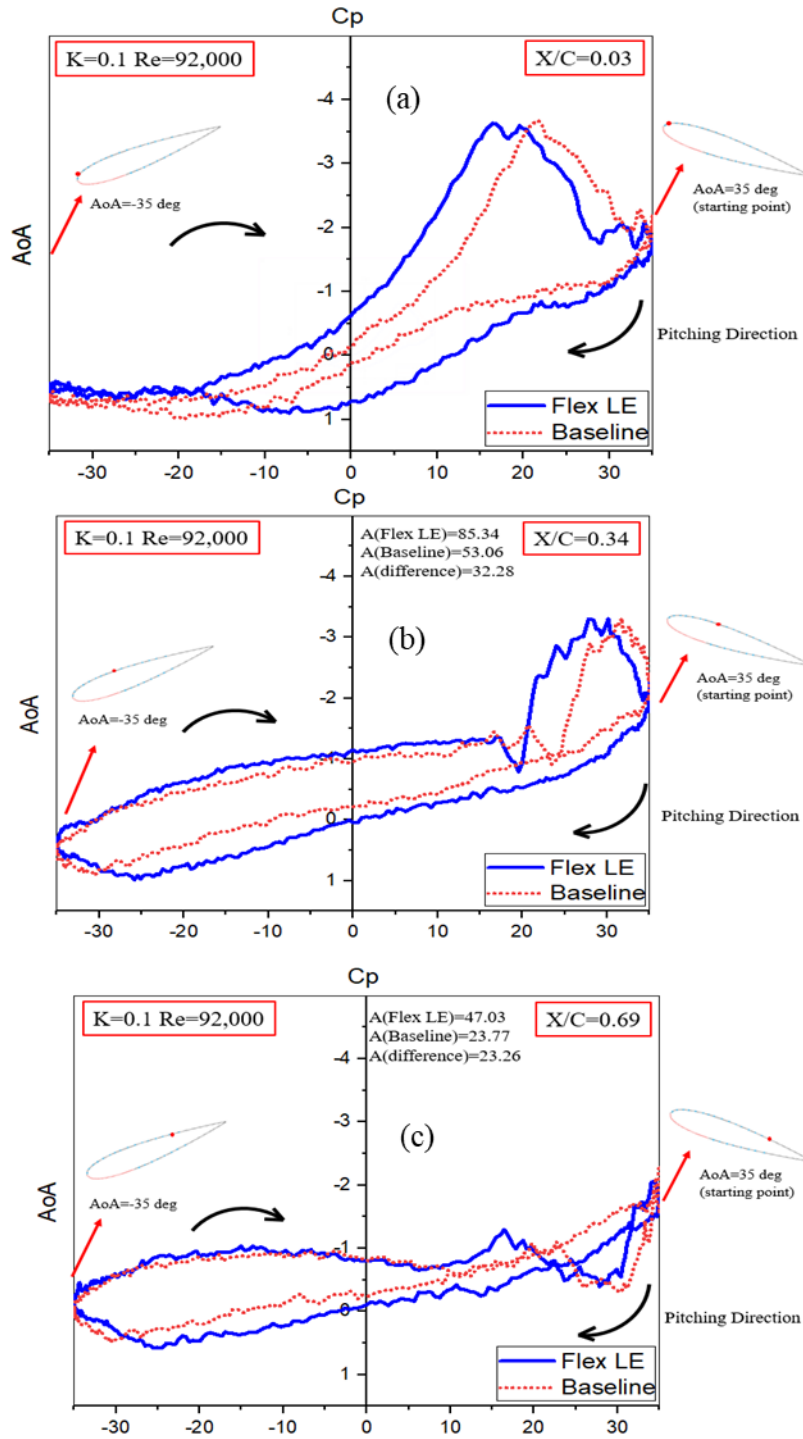 Cp
K=0.1 Re=92,000
X/C=0.03
(a)
-4
-3
-2
-1
0
1
AoA=-35 deg
AoA=35 deg
(starting point)
AoA
Pitching Direction
Flex LE
Baseline
-30 -20 -10 0 10 20 30
Cp
K=0.1 Re=92,000
A(Flex LE)=85.34
A(Baseline)=53.06
A(difference)=32.28
X/C=0.34
(b)
-4
-3
-2
-1
0
1
AoA=-35 deg
AoA=35 deg
(starting point)
AoA
Pitching Direction
Flex LE
Baseline
-30 -20 -10 0 10 20 30
Cp
K=0.1 Re=92,000
A(Flex LE)=47.03
A(Baseline)=23.77
A(difference)=23.26
X/C=0.69
(c)
-4
-3
-2
-1
0
1
AoA=-35 deg
AoA=35 deg
(starting point)
AoA
Pitching Direction
Flex LE
Baseline
-30 -20 -10 0 10 20 30